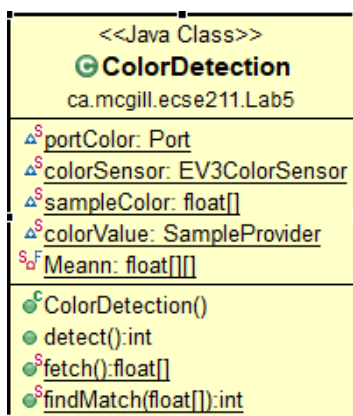 <<Java Class>>
ColorDetection
ca.mcgill.ecse211.Lab5
portColor: Port
colorSensor: EV3ColorSensor
sampleColor: float[]
colorValue: SampleProvider
Meann: float[][]
ColorDetection()
detect():int
fetch():float[]
findMatch(float[]):int